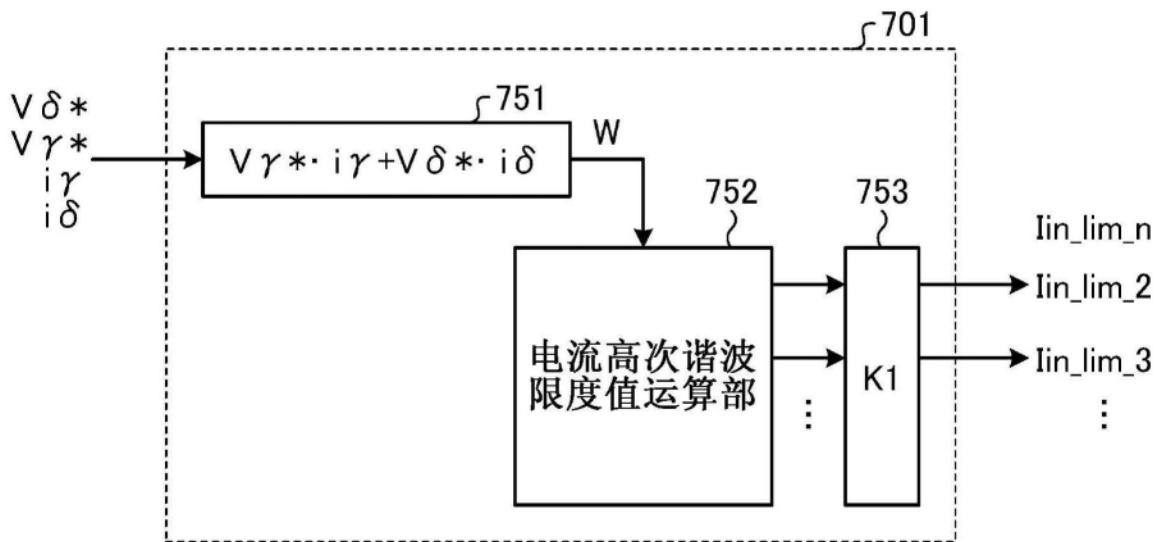 701
Vδ*
Vγ*
iγ
iδ
751
Vγ*· iγ+Vδ*· iδ
W
752
753
电流高次谐波
限度值运算部
⋮
K1
Iin_lim_n
Iin_lim_2
Iin_lim_3
⋮